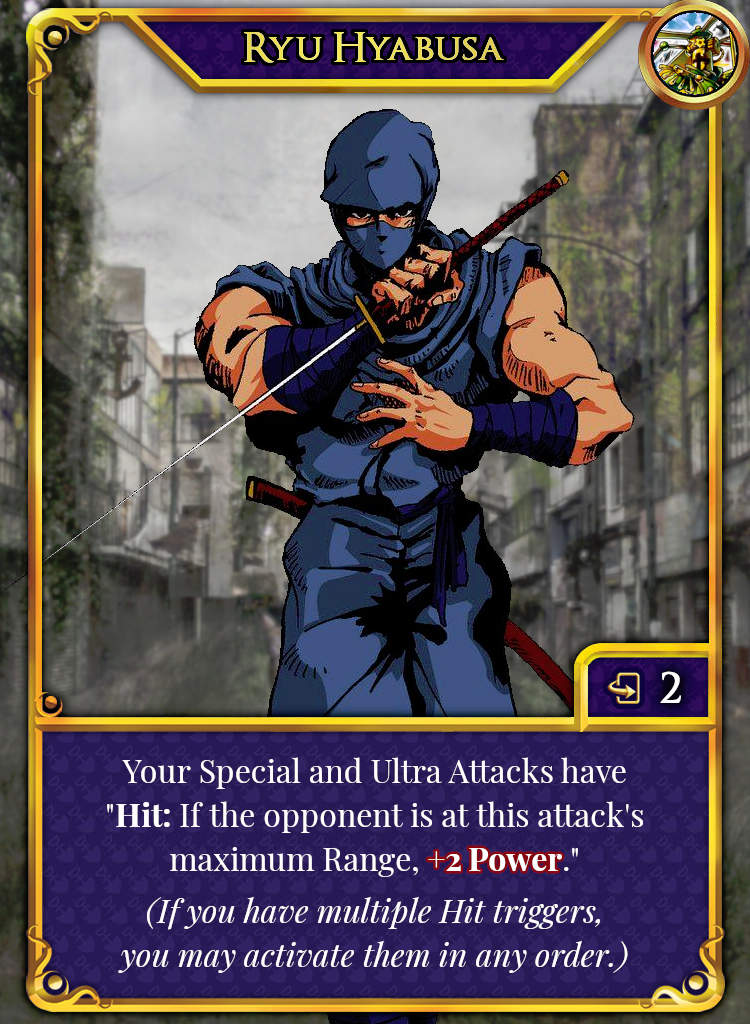 Ryu Hyabusa
2
Your Special and Ultra Attacks have
"Hit: If the opponent is at this attack's
maximum Range, +2 Power."
(If you have multiple Hit triggers,
you may activate them in any order.)